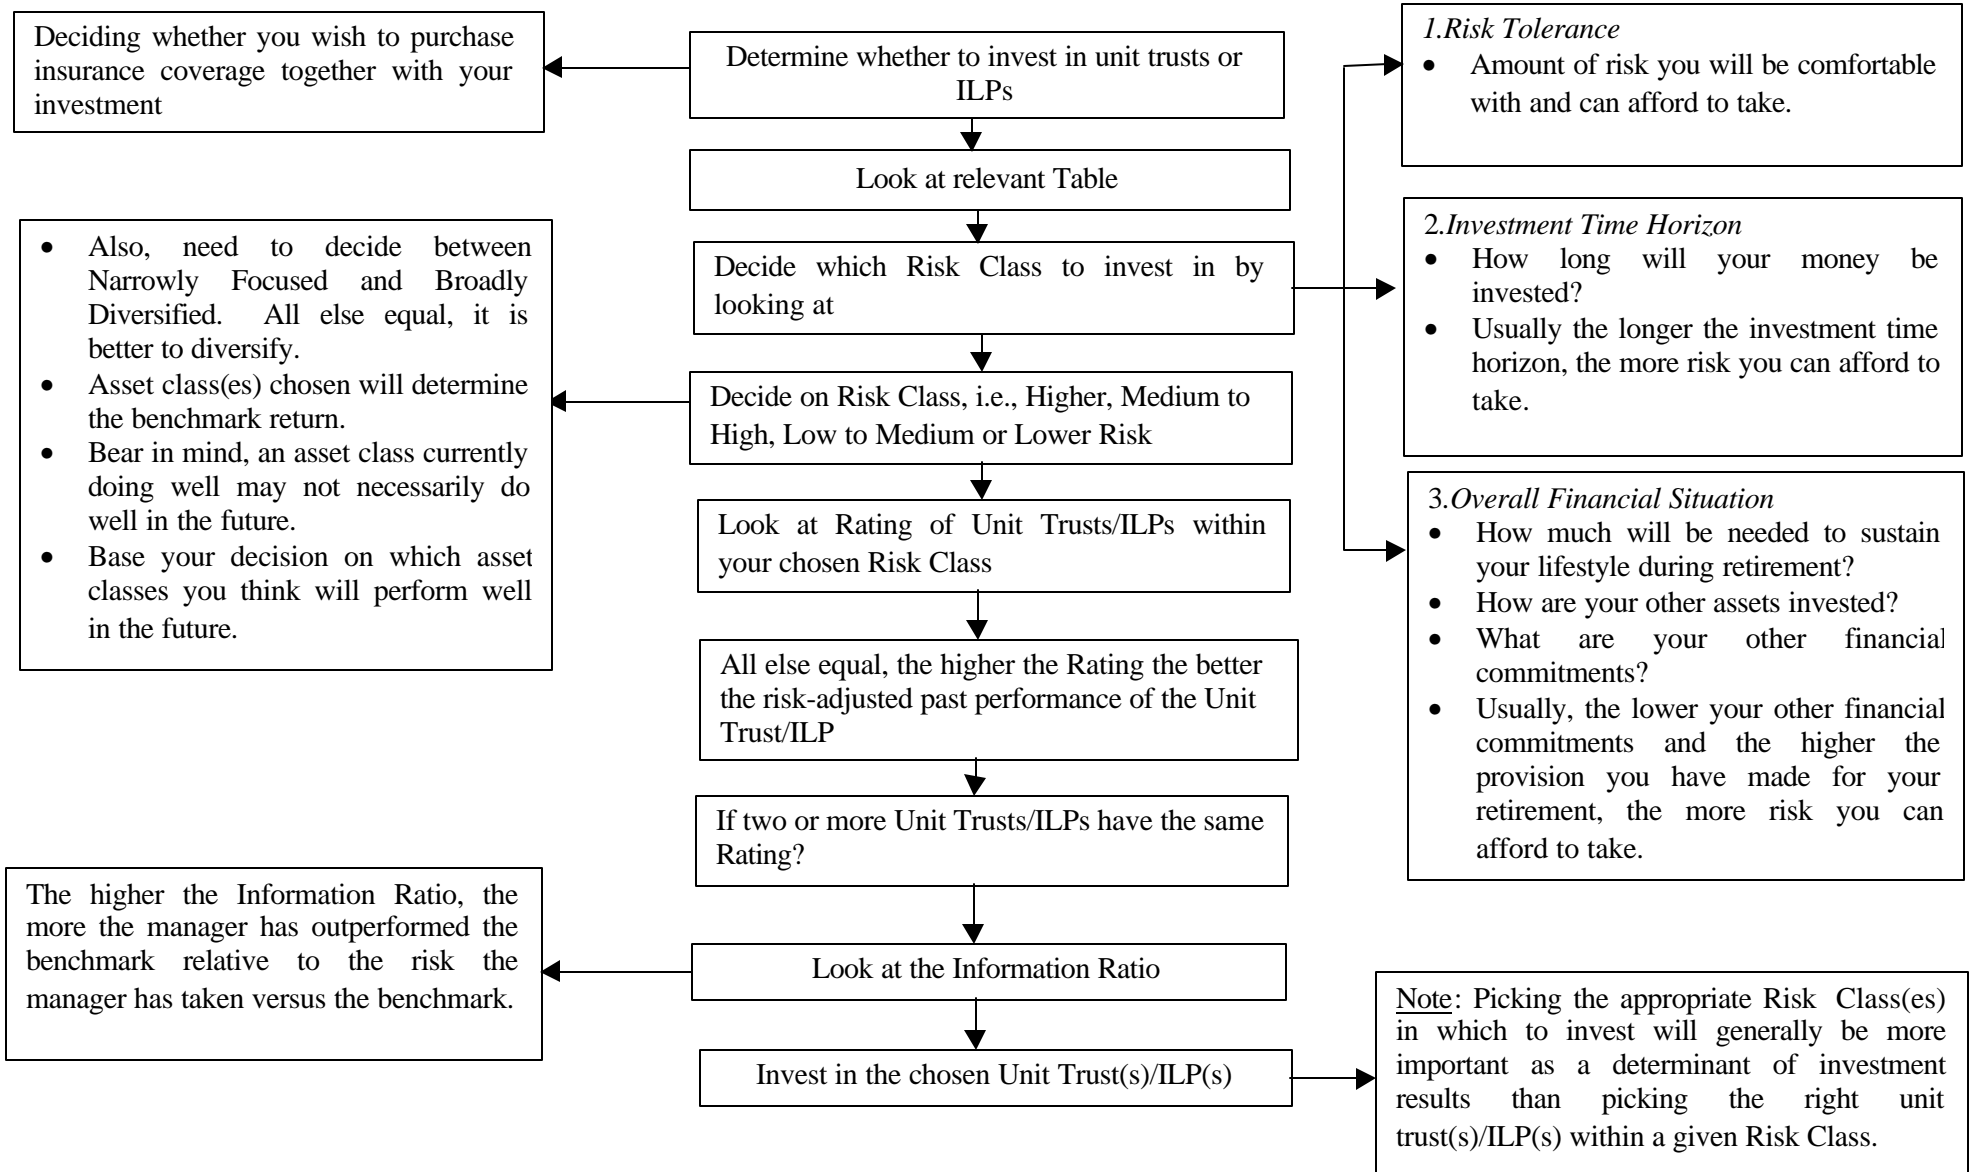 Deciding whether you wish to purchase
insurance coverage together with your
investment
Determine whether to invest in unit trusts or
ILPs
1.Risk Tolerance
• Amount of risk you will be comfortable
with and can afford to take.
Look at relevant Table
2.Investment Time Horizon
• How long will your money be
invested?
• Usually the longer the investment time
horizon, the more risk you can afford to
take.
Decide which Risk Class to invest in by
looking at
• Also, need to decide between
Narrowly Focused and Broadly
Diversified. All else equal, it is
better to diversify.
• Asset class(es) chosen will determine
the benchmark return.
• Bear in mind, an asset class currently
doing well may not necessarily do
well in the future.
• Base your decision on which asset
classes you think will perform well
in the future.
Decide on Risk Class, i.e., Higher, Medium to
High, Low to Medium or Lower Risk
3.Overall Financial Situation
• How much will be needed to sustain
your lifestyle during retirement?
• How are your other assets invested?
• What are your other financial
commitments?
• Usually, the lower your other financial
commitments and the higher the
provision you have made for your
retirement, the more risk you can
afford to take.
Look at Rating of Unit Trusts/ILPs within
your chosen Risk Class
All else equal, the higher the Rating the better
the risk-adjusted past performance of the Unit
Trust/ILP
If two or more Unit Trusts/ILPs have the same
Rating?
The higher the Information Ratio, the
more the manager has outperformed the
benchmark relative to the risk the
manager has taken versus the benchmark.
Look at the Information Ratio
Invest in the chosen Unit Trust(s)/ILP(s)
Note: Picking the appropriate Risk Class(es)
in which to invest will generally be more
important as a determinant of investment
results than picking the right unit
trust(s)/ILP(s) within a given Risk Class.